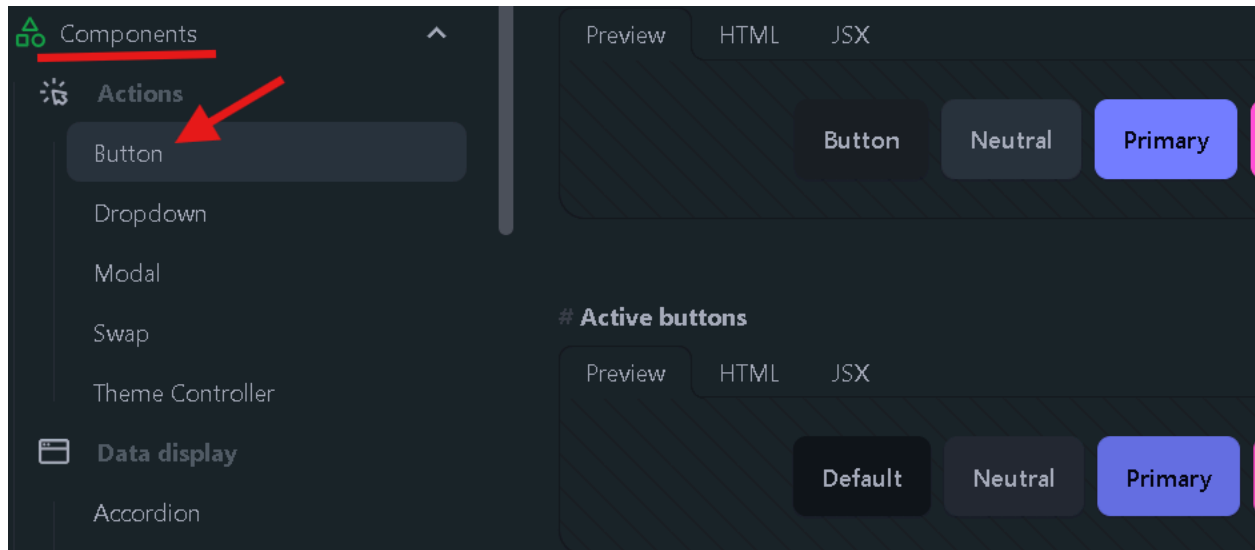 Components
Actions
Button
Dropdown
Modal
Swap
Theme Controller
Data display
Accordion
Preview HTML JSX
Button Neutral Primary
# Active buttons
Preview HTML JSX
Default Neutral Primary